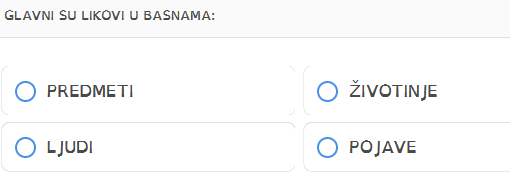 GLAVNI SU LIKOVI U BASNAMA:
PREDMETI
ŽIVOTINJE
LJUDI
POJAVE